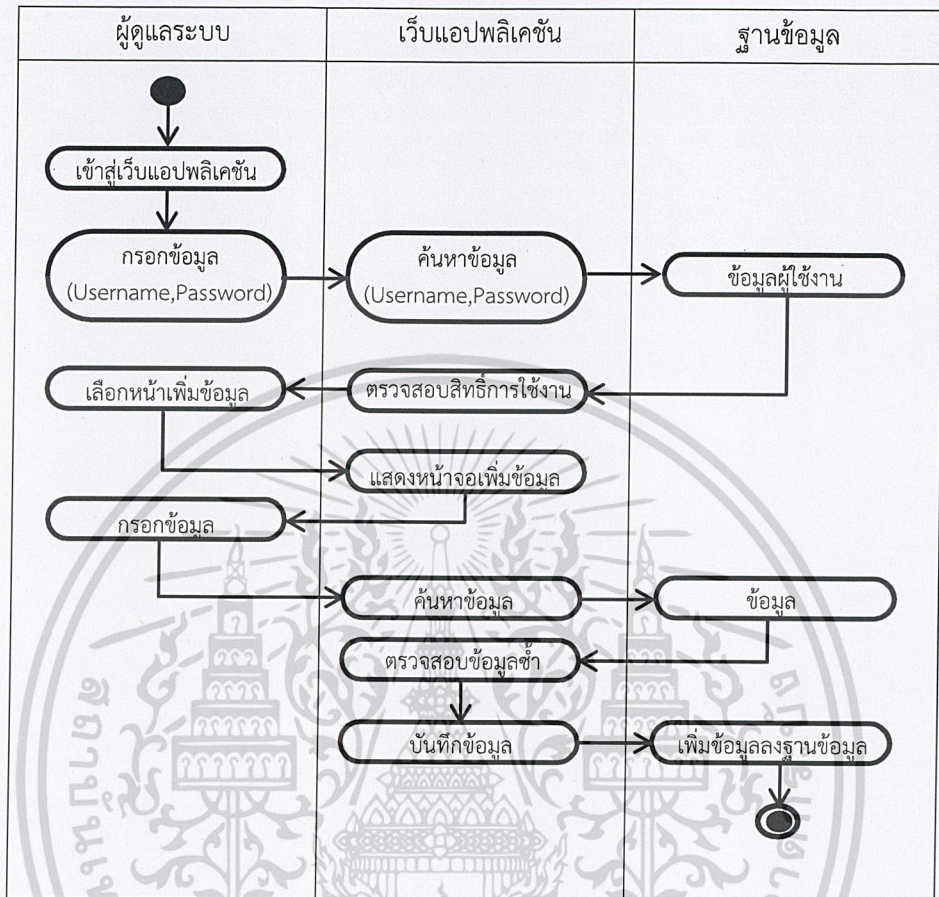 ผู้ดูแลระบบ
เว็บแอปพลิเคชัน
ฐานข้อมูล
เข้าสู่เว็บแอปพลิเคชัน
กรอกข้อมูล
(Username,Password)
ค้นหาข้อมูล
(Username,Password)
ข้อมูลผู้ใช้งาน
เลือกหน้าเพิ่มข้อมูล
ตรวจสอบสิทธิ์การใช้งาน
แสดงหน้าจอเพิ่มข้อมูล
กรอกข้อมูล
ค้นหาข้อมูล
ข้อมูล
ตรวจสอบข้อมูลซ้ำ
บันทึกข้อมูล
เพิ่มข้อมูลลงฐานข้อมูล